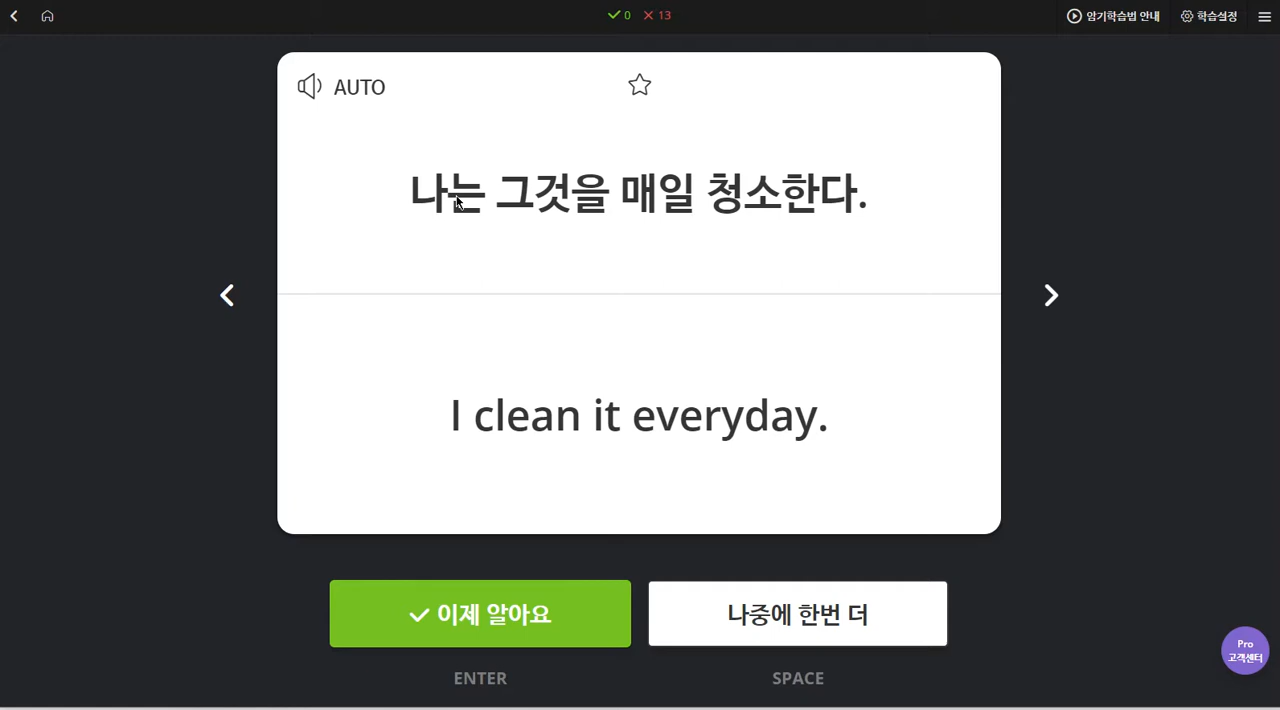 0 13 암기학습법 안내 학습설정
AUTO
나는 그것을 매일 청소한다.
I clean it everyday.
이제 알아요 나중에 한번 더
ENTER SPACE
Pro
고객센터